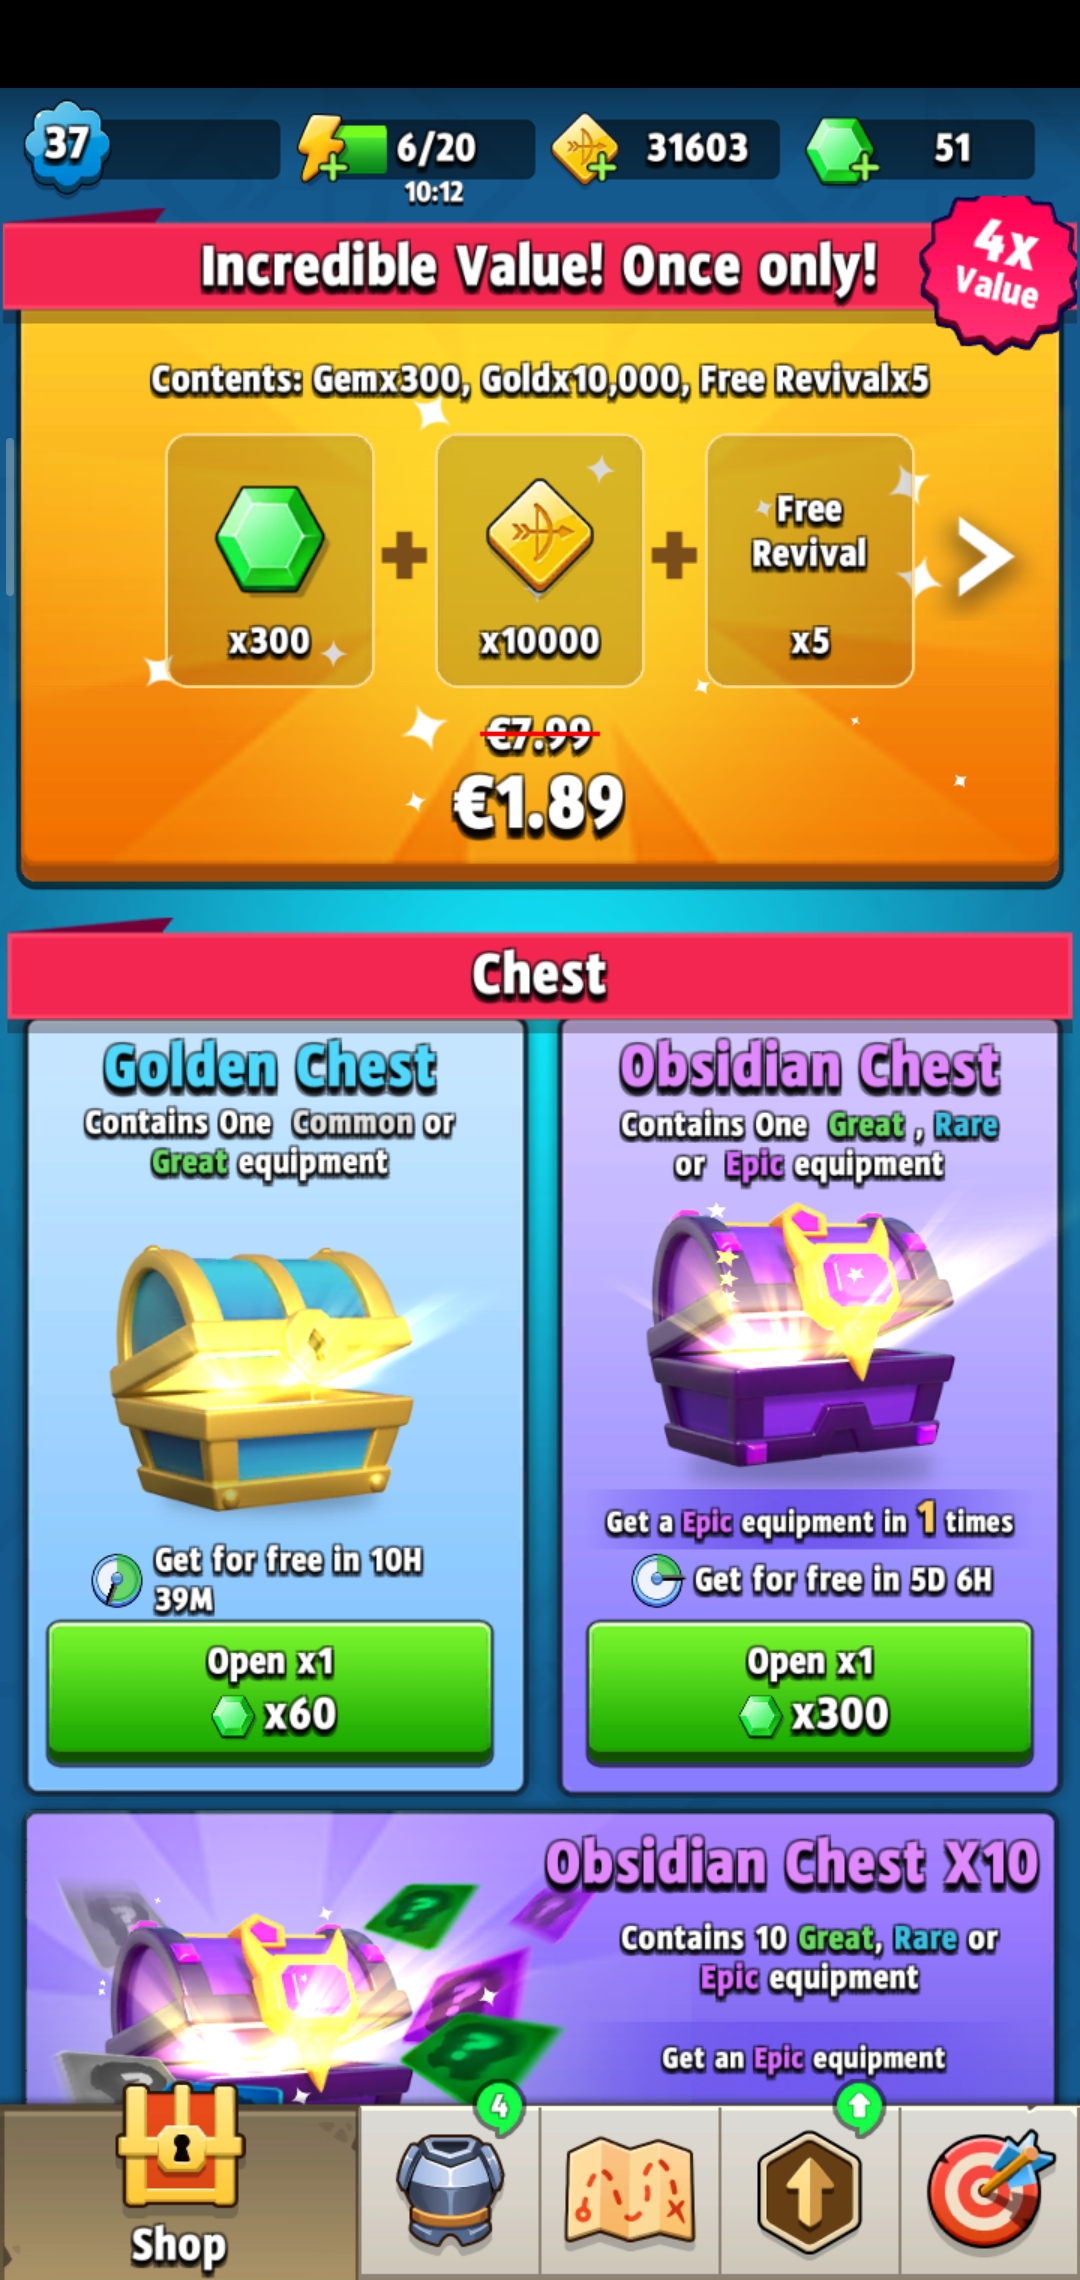 37
6/20
31603
51
10:12
Incredible Value! Once only!
4x
Value
Contents: Gemx300, Goldx10,000, Free Revivalx5
x300
x10000
Free
Revival
x5
€7.99
€1.89
Chest
Golden Chest
Contains One Common or
Great equipment
Get for free in 10H
39M
Open x1
x60
Obsidian Chest
Contains One Great , Rare
or Epic equipment
Get a Epic equipment in 1 times
Get for free in 5D 6H
Open x1
x300
Obsidian Chest X10
Contains 10 Great, Rare or
Epic equipment
Get an Epic equipment
4
Shop